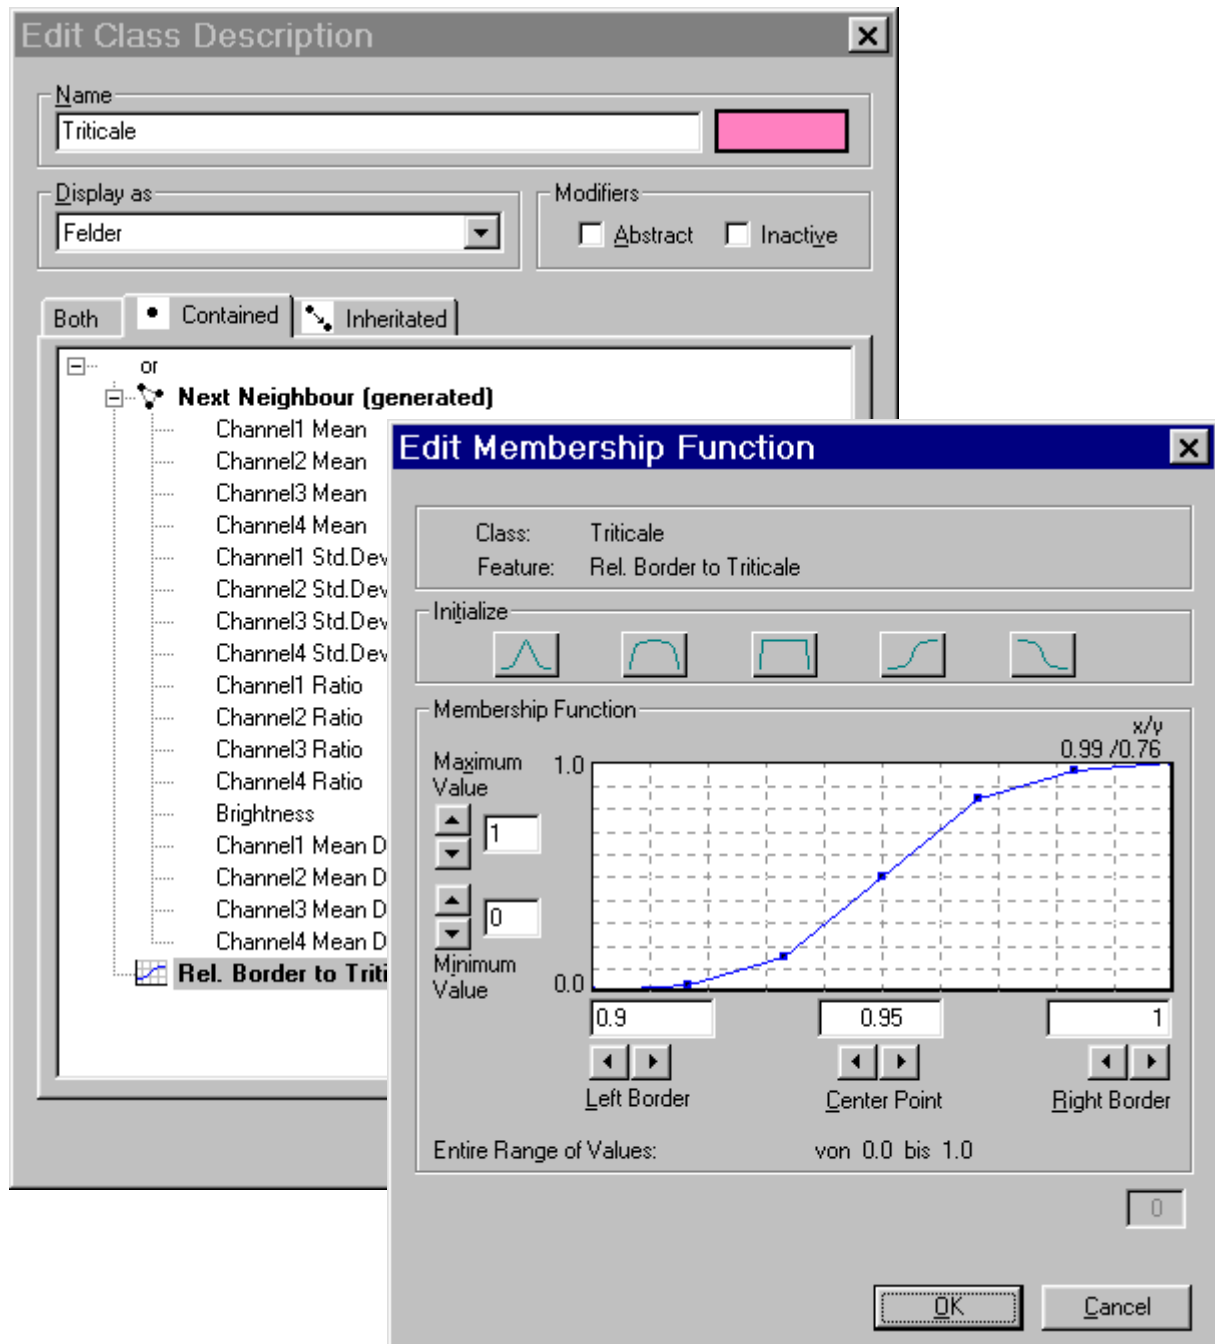 Edit Class Description
Name
Triticale
Display as
Felder
Modifiers
Abstract
Inactive
Both
Contained
Inheritated
or
Next Neighbour (generated)
Channel1 Mean
Channel2 Mean
Channel3 Mean
Channel4 Mean
Channel1 Std.Dev
Channel2 Std.Dev
Channel3 Std.Dev
Channel4 Std.Dev
Channel1 Ratio
Channel2 Ratio
Channel3 Ratio
Channel4 Ratio
Brightness
Channel1 Mean D
Channel2 Mean D
Channel3 Mean D
Channel4 Mean D
Rel. Border to Triti
Edit Membership Function
Class: Triticale
Feature: Rel. Border to Triticale
Initialize
Membership Function
x/y
0.99 /0.76
Maximum
Value
1.0
1
0
Minimum
Value
0.0
0.9
0.95
1
Left Border
Center Point
Right Border
Entire Range of Values: von 0.0 bis 1.0
0
OK
Cancel